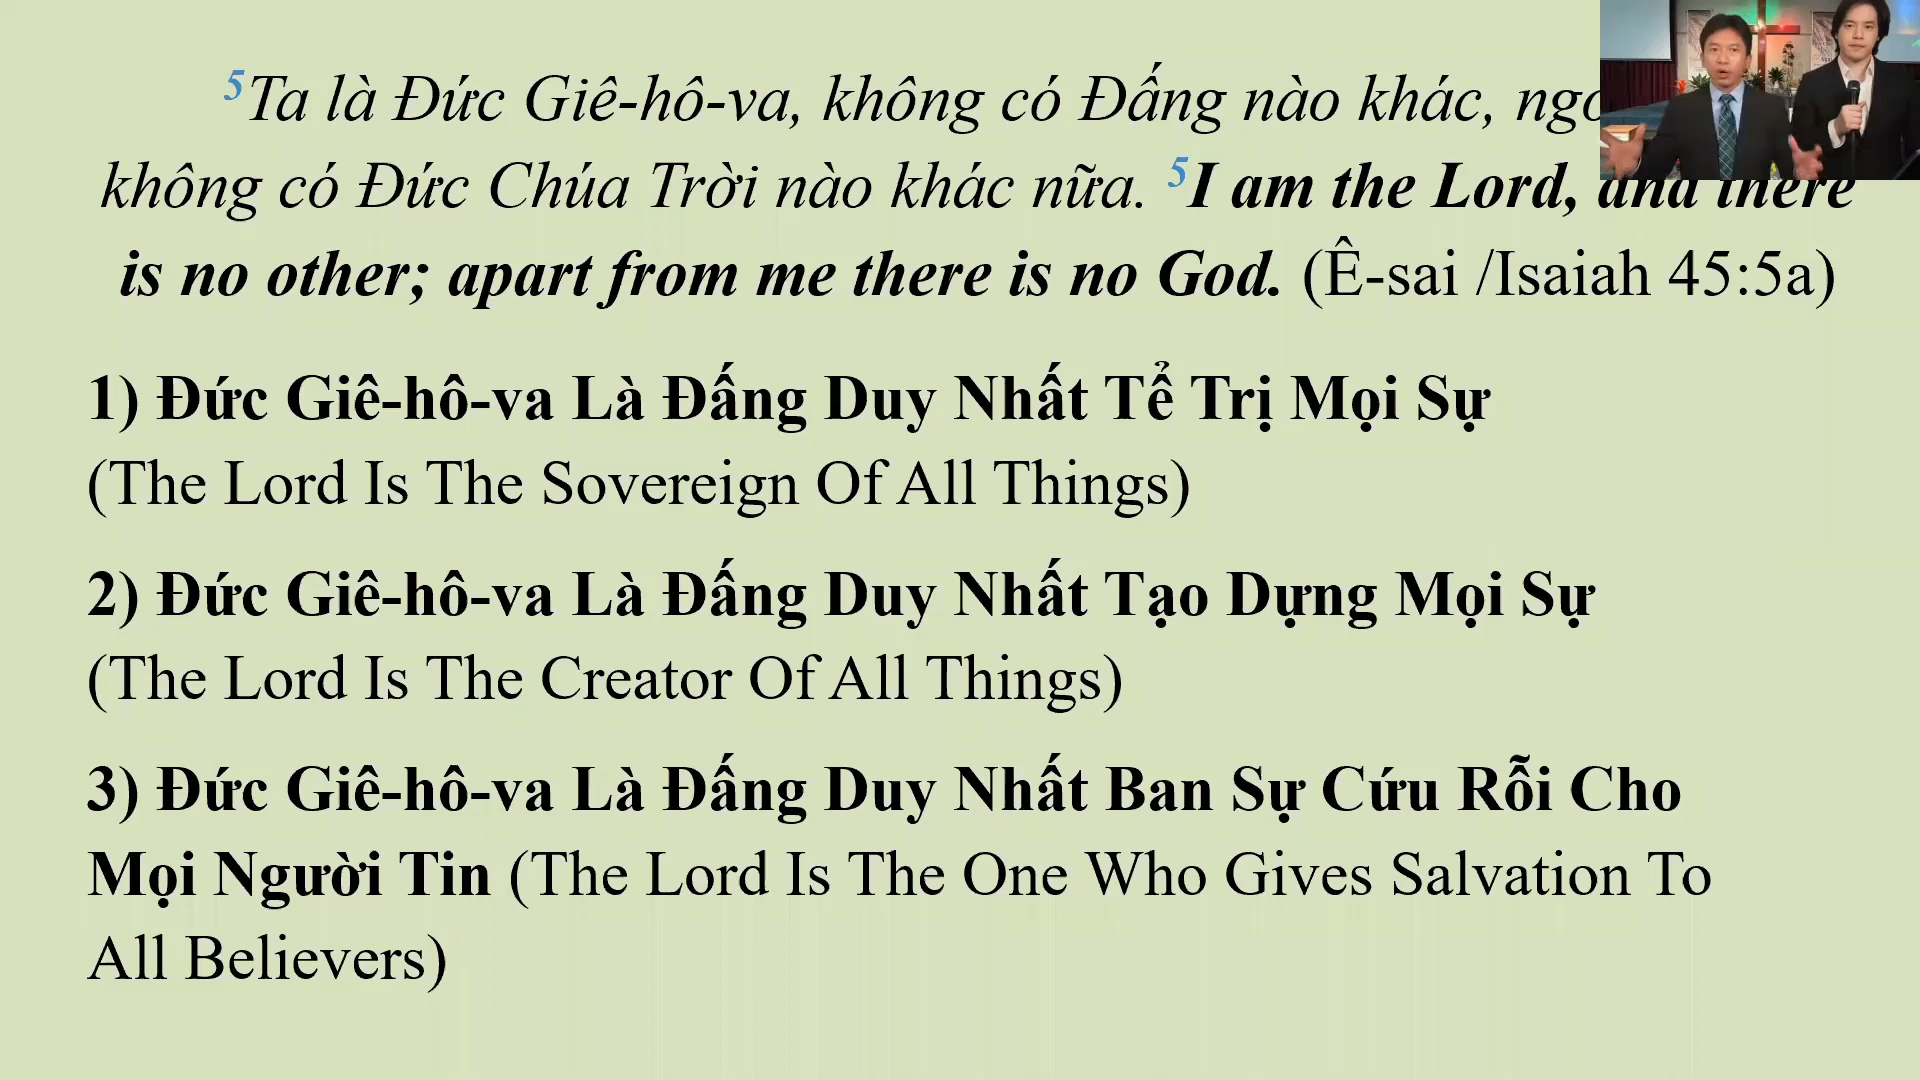 5Ta là Đức Giê-hô-va, không có Đấng nào khác,
không có Đức Chúa Trời nào khác nữa. 5I am the Lord, and there
is no other; apart from me there is no God. (Ê-sai /Isaiah 45:5a)
1) Đức Giê-hô-va Là Đấng Duy Nhất Tể Trị Mọi Sự
(The Lord Is The Sovereign Of All Things)
2) Đức Giê-hô-va Là Đấng Duy Nhất Tạo Dựng Mọi Sự
(The Lord Is The Creator Of All Things)
3) Đức Giê-hô-va Là Đấng Duy Nhất Ban Sự Cứu Rỗi Cho
Mọi Người Tin (The Lord Is The One Who Gives Salvation To
All Believers)